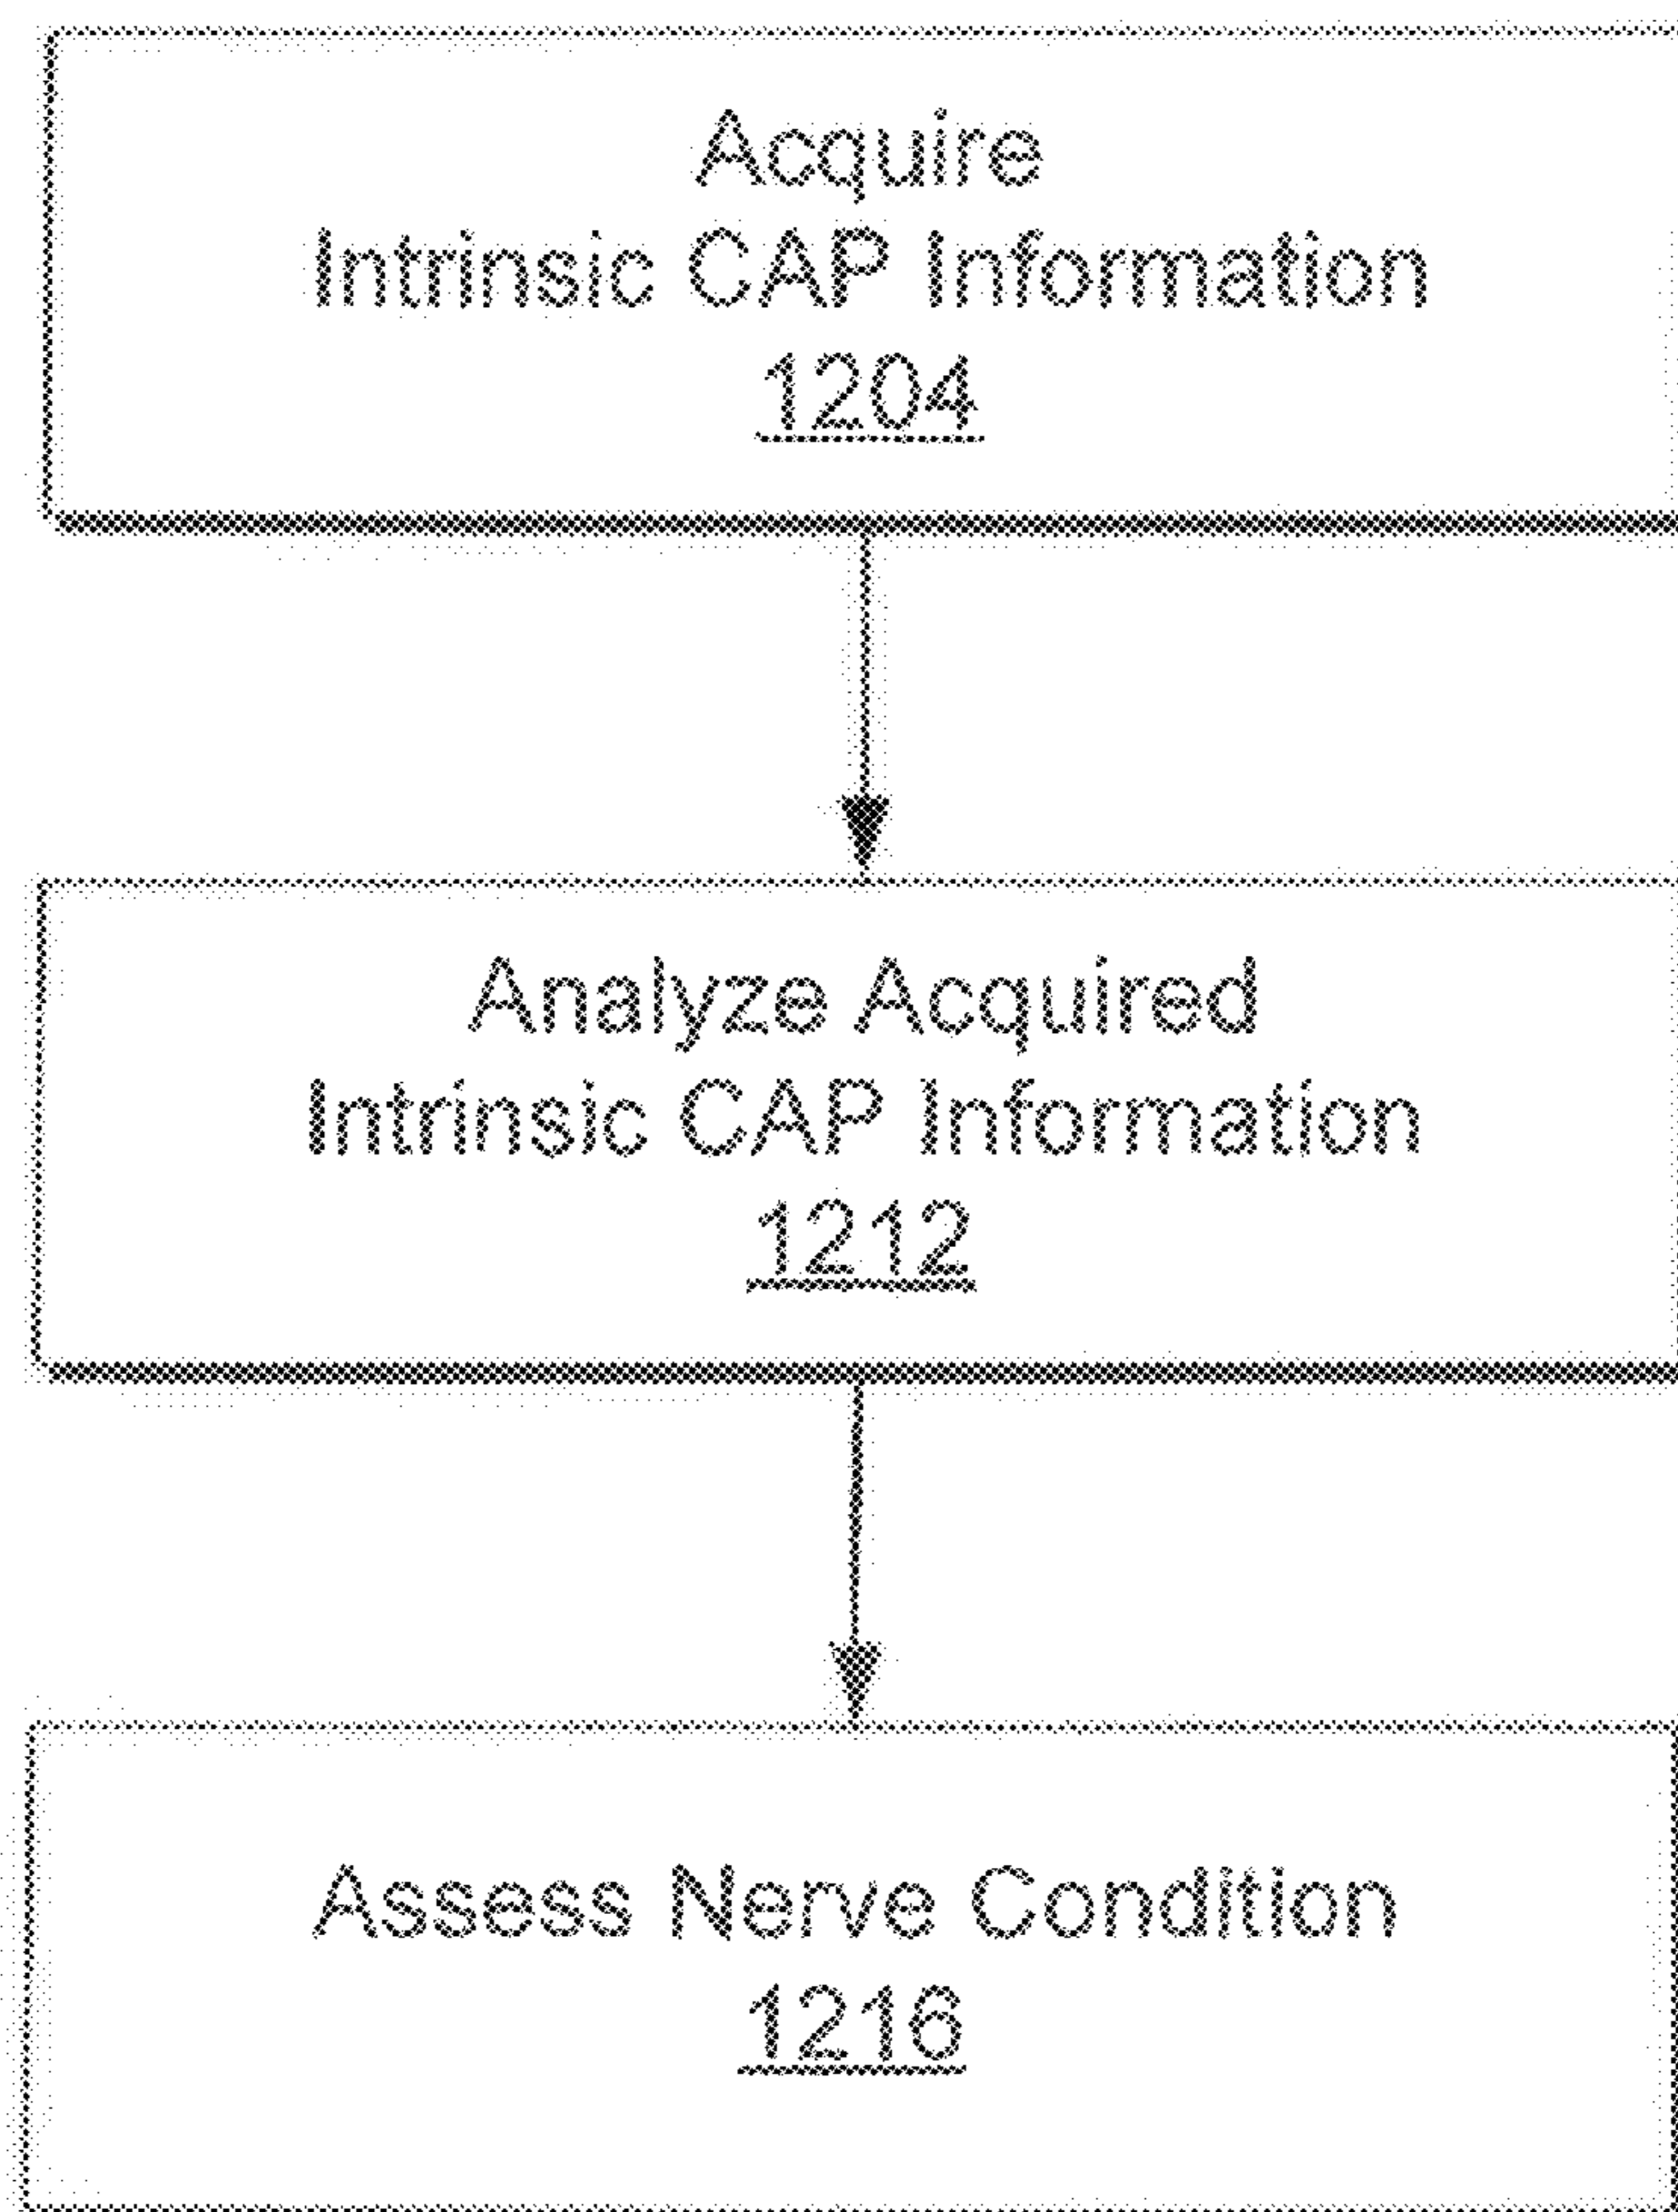 Acquire
Intrinsic CAP Information
1204
Analyze Acquired
Intrinsic CAP Information
1212
Assess Nerve Condition
1216